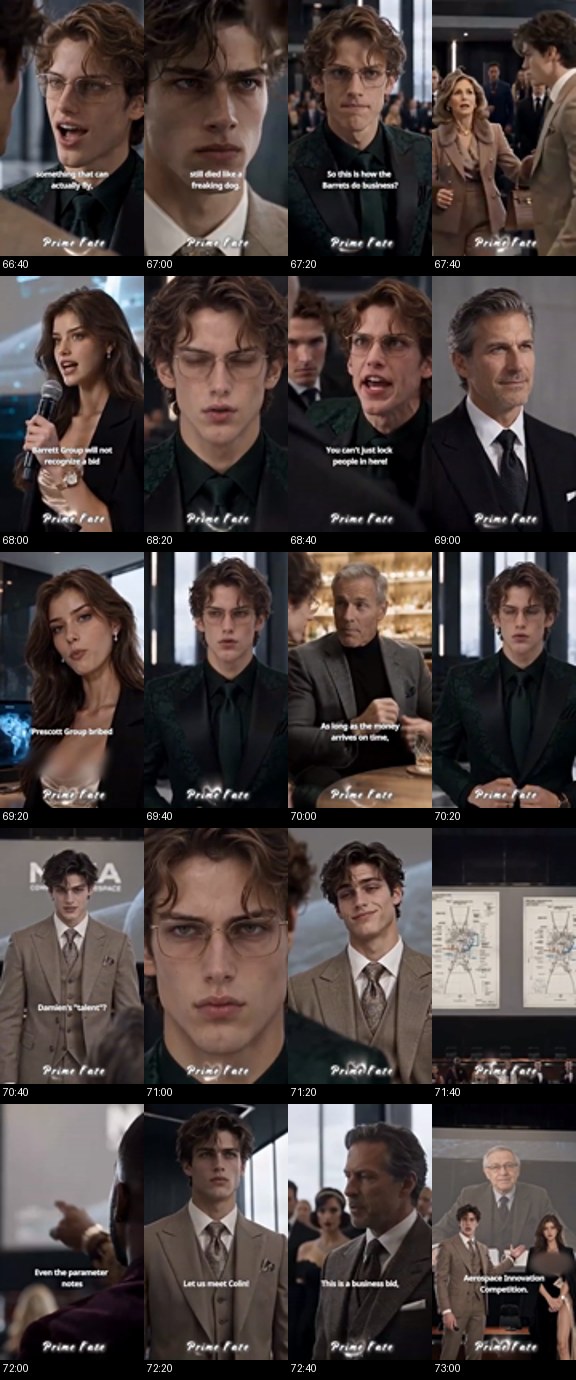 something that can
actually fly,
Prime Fate
still died like a
freaking dog.
Prime Fate
So this is how the
Barrets do business?
Prime Fate
Prime Fate
66:40
67:00
67:20
67:40
Barrett Group will not
recognize a bid
Prime Fate
Prime Fate
You can't just lock
people in here!
Prime Fate
Prime Fate
68:00
68:20
68:40
69:00
Prescott Group bribed
Prime Fate
Prime Fate
As long as the money
arrives on time,
Prime Fate
Prime Fate
69:20
69:40
70:00
70:20
Damien's "talent"?
Prime Fate
Prime Fate
Prime Fate
Prime Fate
70:40
71:00
71:20
71:40
Even the parameter
notes
Prime Fate
Let us meet Colin!
Prime Fate
This is a business bid,
Prime Fate
Aerospace Innovation
Competition.
Prime Fate
72:00
72:20
72:40
73:00